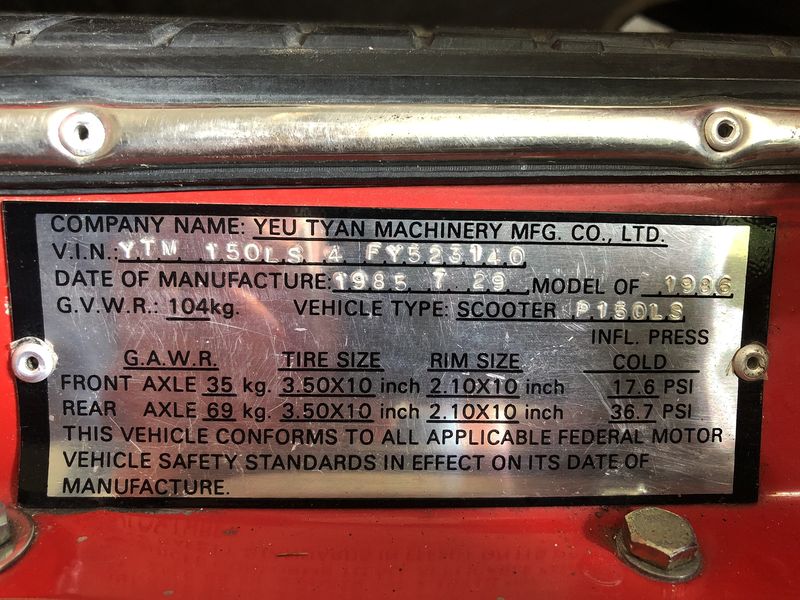 COMPANY NAME: YEU TYAN MACHINERY MFG. CO., LTD.
V.I.N.: YTM 150LS 4 FY523140
DATE OF MANUFACTURE: 1985 7 29 MODEL OF 1986
G.V.W.R.: 104kg. VEHICLE TYPE: SCOOTER P150LS
INFL. PRESS
G.A.W.R. TIRE SIZE RIM SIZE COLD
FRONT AXLE 35 kg. 3.50X10 inch 2.10X10 inch 17.6 PSI
REAR AXLE 69 kg. 3.50X10 inch 2.10X10 inch 36.7 PSI
THIS VEHICLE CONFORMS TO ALL APPLICABLE FEDERAL MOTOR
VEHICLE SAFETY STANDARDS IN EFFECT ON ITS DATE OF
MANUFACTURE.